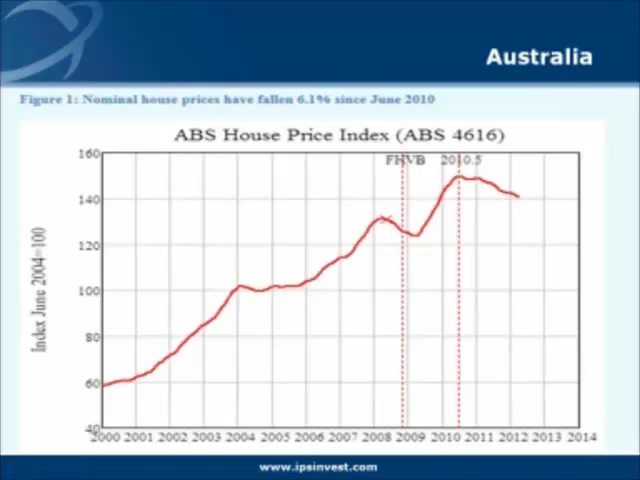 Australia
Figure 1: Nominal house prices have fallen 6.1% since June 2010
ABS House Price Index (ABS 4616)
FHVB 2010.5
Index June 2004=100
160
140
120
100
80
60
40
2000 2001 2002 2003 2004 2005 2006 2007 2008 2009 2010 2011 2012 2013 2014
www.ipsinvest.com